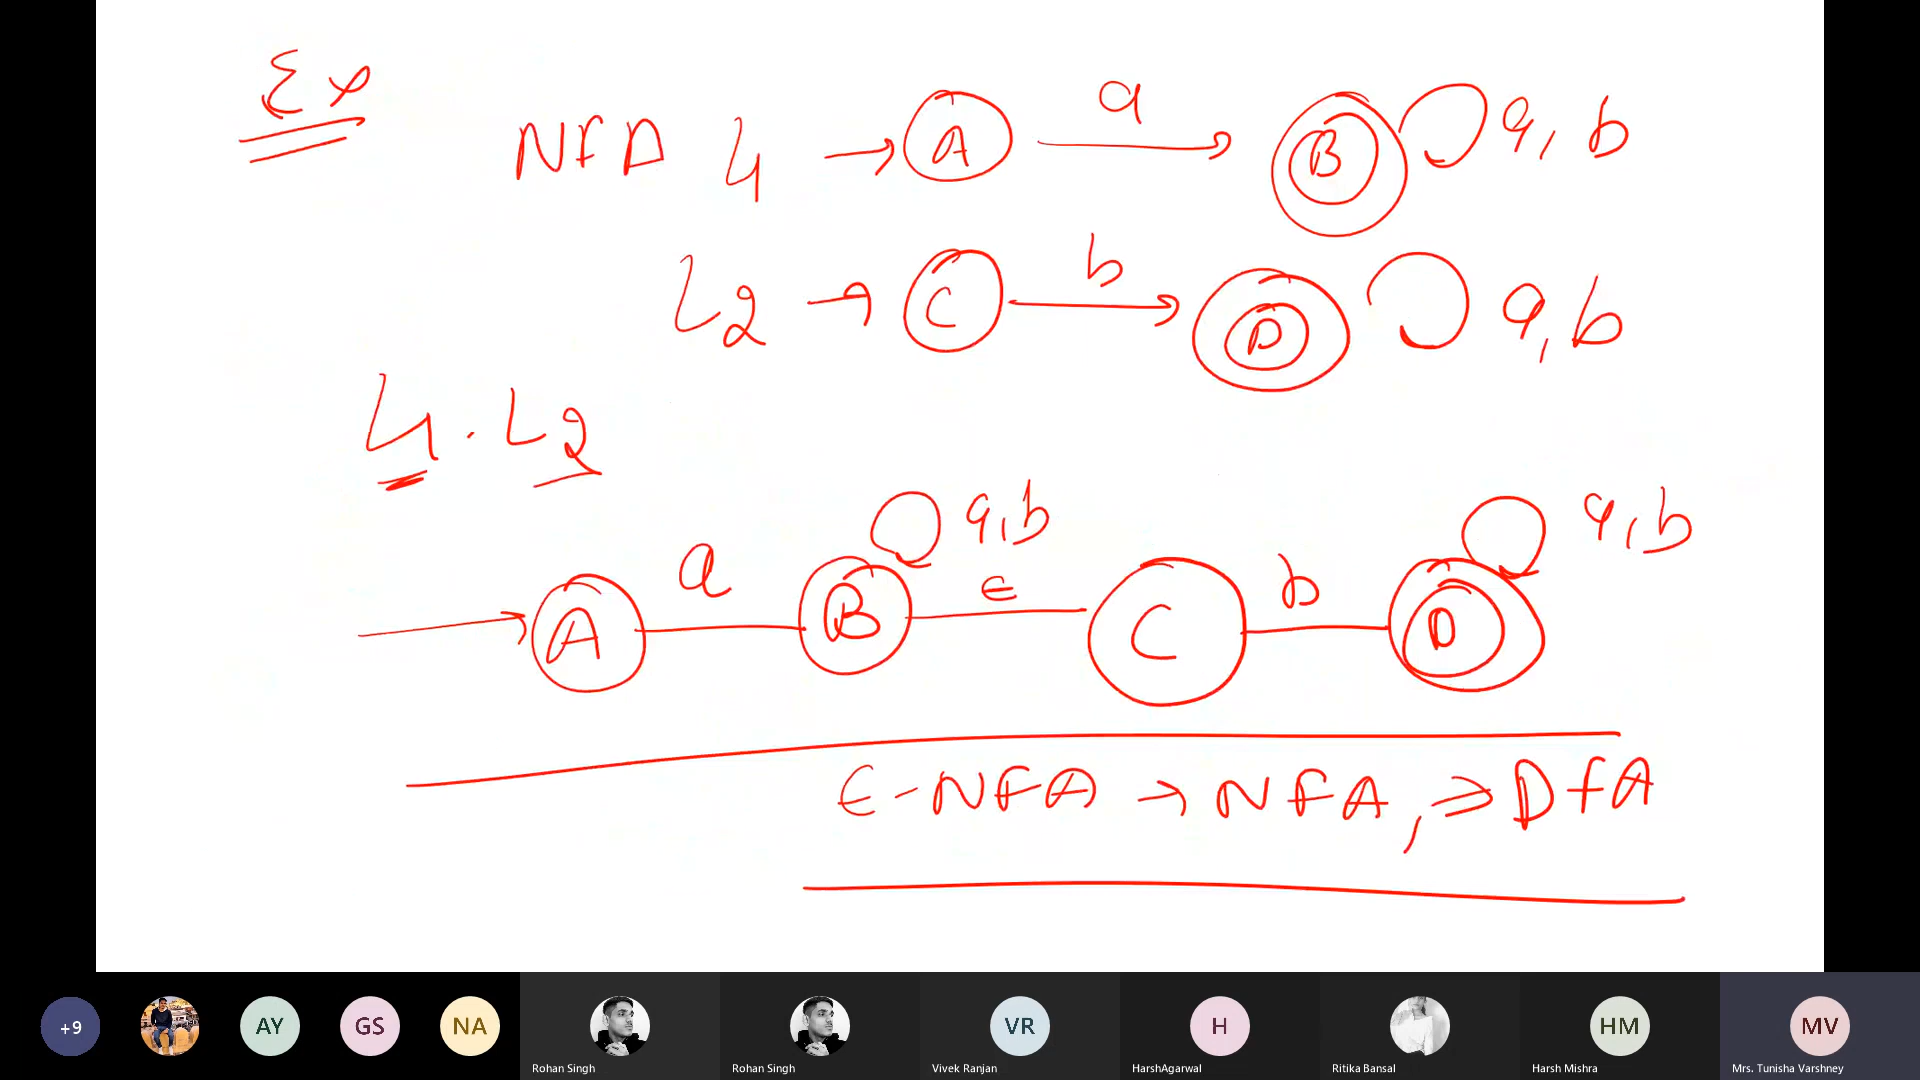 Ex
NFA L1 → A a B a, b
L2 → C b D a, b
L1 . L2
a, b a, b
A a B ε C b D
ε-NFA → NFA, ⇒ DFA
+9 AY GS NA VR H HM MV
Rohan Singh Rohan Singh Vivek Ranjan HarshAgarwal Ritika Bansal Harsh Mishra Mrs. Tunisha Varshney